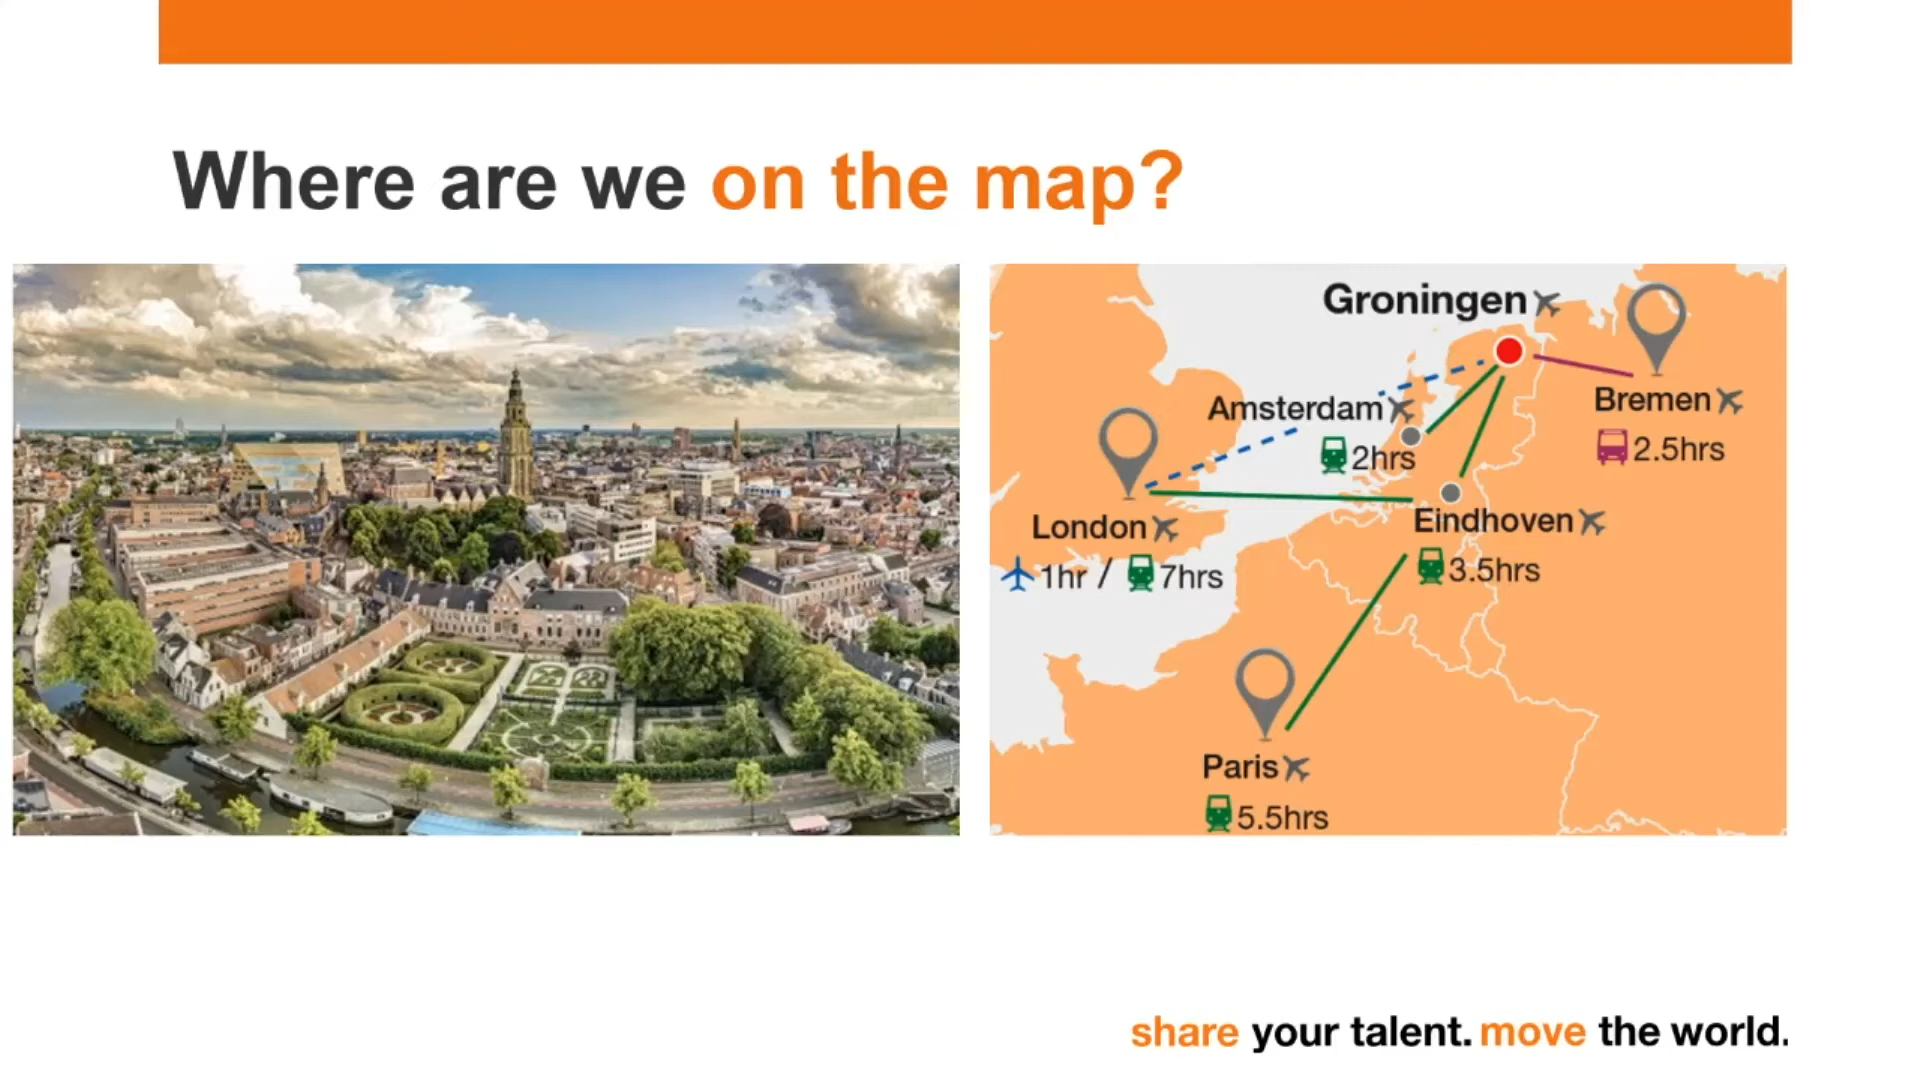 Where are we on the map?
Groningen
Bremen
2.5hrs
Amsterdam
2hrs
London
1hr / 7hrs
Eindhoven
3.5hrs
Paris
5.5hrs
share your talent. move the world.